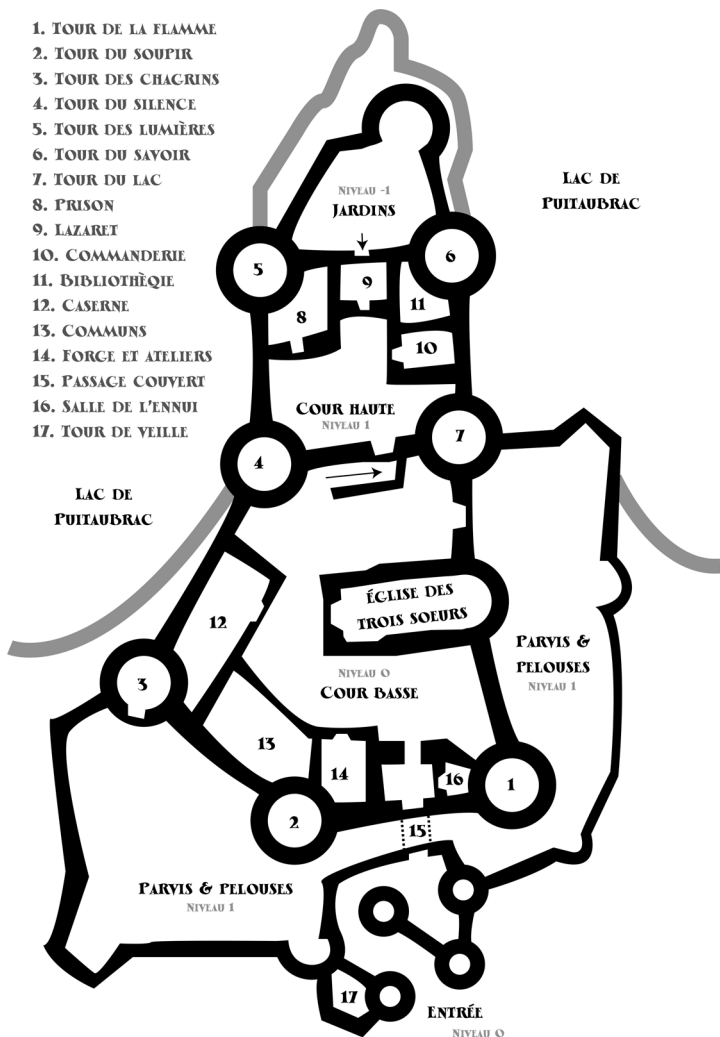 1. Tour de la flamme
2. Tour du soupir
3. Tour des chagrins
4. Tour du silence
5. Tour des lumières
6. Tour du savoir
7. Tour du lac
8. Prison
9. Lazaret
10. Commanderie
11. Bibliothèqie
12. Caserne
13. Communs
14. Forge et ateliers
15. Passage couvert
16. Salle de l'ennui
17. Tour de veille
Lac de
Puitaubrac
Niveau -1
Jardins
5
6
9
8
11
10
Cour haute
Niveau 1
4
7
Lac de
Puitaubrac
Église des
trois soeurs
12
Parvis &
pelouses
Niveau 1
3
Niveau 0
Cour basse
13
14
16
1
2
15
Parvis & pelouses
Niveau 1
17
Entrée
Niveau 0